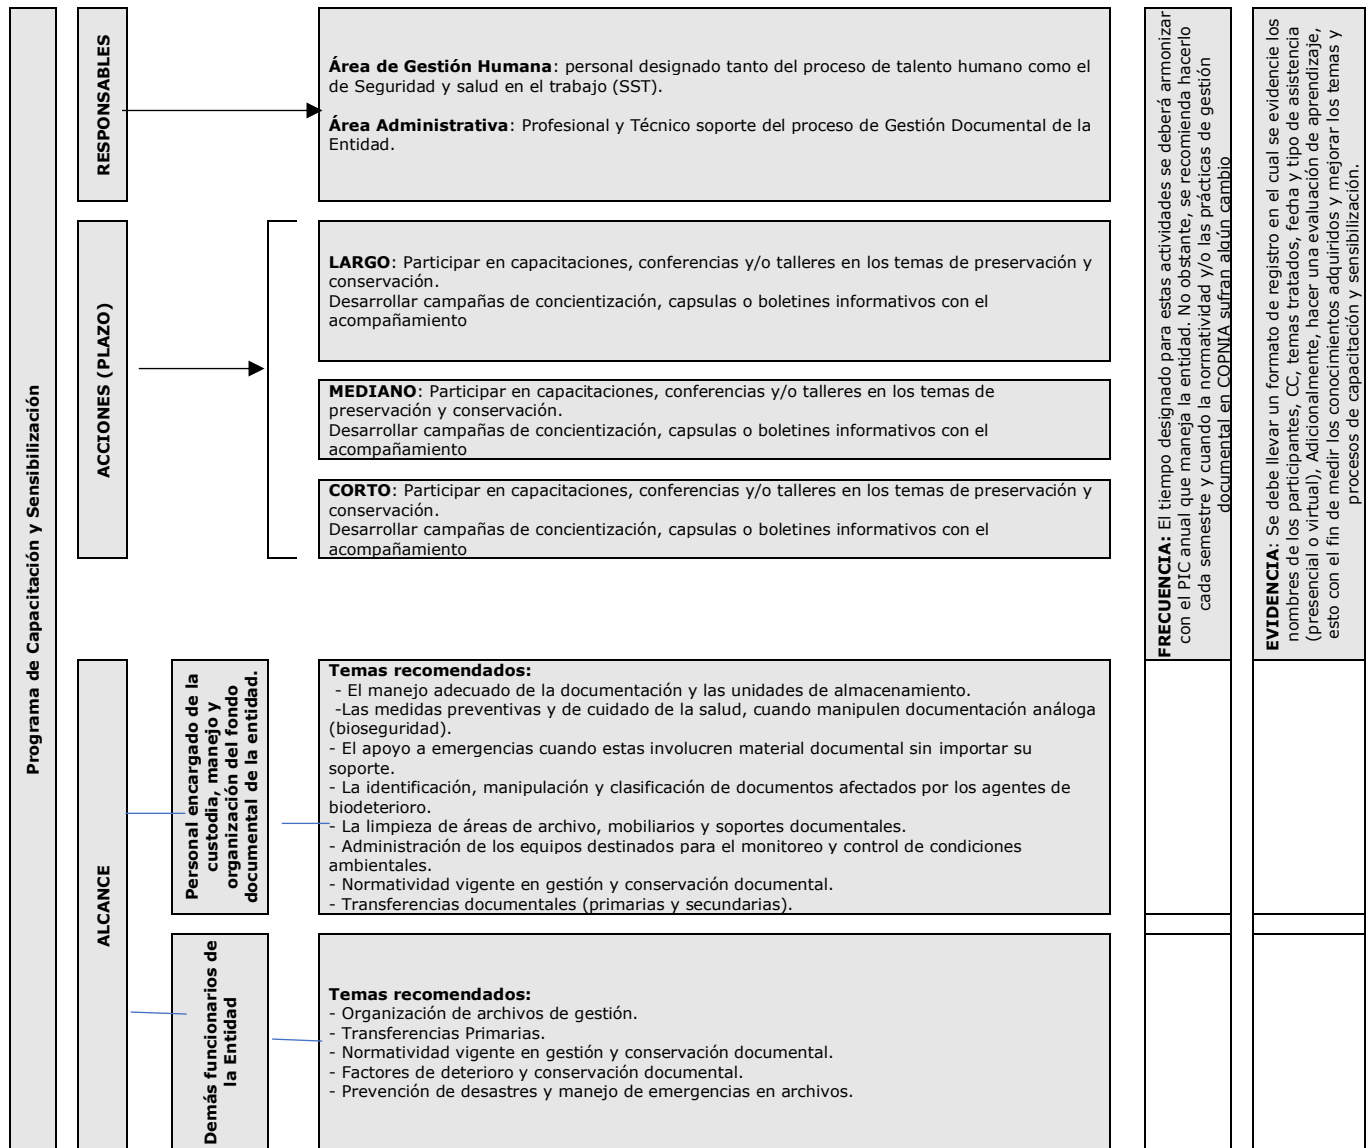 Programa de Capacitación y Sensibilización
RESPONSABLES
Área de Gestión Humana: personal designado tanto del proceso de talento humano como el
de Seguridad y salud en el trabajo (SST).
Área Administrativa: Profesional y Técnico soporte del proceso de Gestión Documental de la
Entidad.
ACCIONES (PLAZO)
LARGO: Participar en capacitaciones, conferencias y/o talleres en los temas de preservación y
conservación.
Desarrollar campañas de concientización, capsulas o boletines informativos con el
acompañamiento
MEDIANO: Participar en capacitaciones, conferencias y/o talleres en los temas de
preservación y conservación.
Desarrollar campañas de concientización, capsulas o boletines informativos con el
acompañamiento
CORTO: Participar en capacitaciones, conferencias y/o talleres en los temas de preservación y
conservación.
Desarrollar campañas de concientización, capsulas o boletines informativos con el
acompañamiento
ALCANCE
Personal encargado de la
custodia, manejo y
organización del fondo
documental de la entidad.
Temas recomendados:
- El manejo adecuado de la documentación y las unidades de almacenamiento.
-Las medidas preventivas y de cuidado de la salud, cuando manipulen documentación análoga
(bioseguridad).
- El apoyo a emergencias cuando estas involucren material documental sin importar su
soporte.
- La identificación, manipulación y clasificación de documentos afectados por los agentes de
biodeterioro.
- La limpieza de áreas de archivo, mobiliarios y soportes documentales.
- Administración de los equipos destinados para el monitoreo y control de condiciones
ambientales.
- Normatividad vigente en gestión y conservación documental.
- Transferencias documentales (primarias y secundarias).
Demás funcionarios de
la Entidad
Temas recomendados:
- Organización de archivos de gestión.
- Transferencias Primarias.
- Normatividad vigente en gestión y conservación documental.
- Factores de deterioro y conservación documental.
- Prevención de desastres y manejo de emergencias en archivos.
FRECUENCIA: El tiempo designado para estas actividades se deberá armonizar
con el PIC anual que maneja la entidad. No obstante, se recomienda hacerlo
cada semestre y cuando la normatividad y/o las prácticas de gestión
documental en COPNIA sufran algún cambio
EVIDENCIA: Se debe llevar un formato de registro en el cual se evidencie los
nombres de los participantes, CC, temas tratados, fecha y tipo de asistencia
(presencial o virtual), Adicionalmente, hacer una evaluación de aprendizaje,
esto con el fin de medir los conocimientos adquiridos y mejorar los temas y
procesos de capacitación y sensibilización.